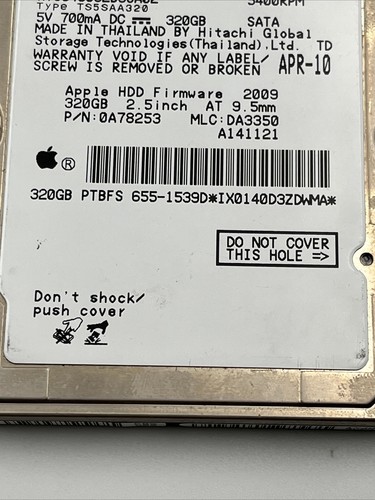 5400RPM
Type TS5SAA320
5V 700mA DC 320GB SATA
MADE IN THAILAND BY Hitachi Global
Storage Technologies(Thailand).Ltd. TD
WARRANTY VOID IF ANY LABEL/
SCREW IS REMOVED OR BROKEN APR-10
Apple HDD Firmware 2009
320GB 2.5inch AT 9.5mm
P/N:0A78253 MLC:DA3350
A141121
®
320GB PTBFS 655-1539D*IX0140D3ZDWMA*
DO NOT COVER
THIS HOLE =>
Don't shock/
push cover